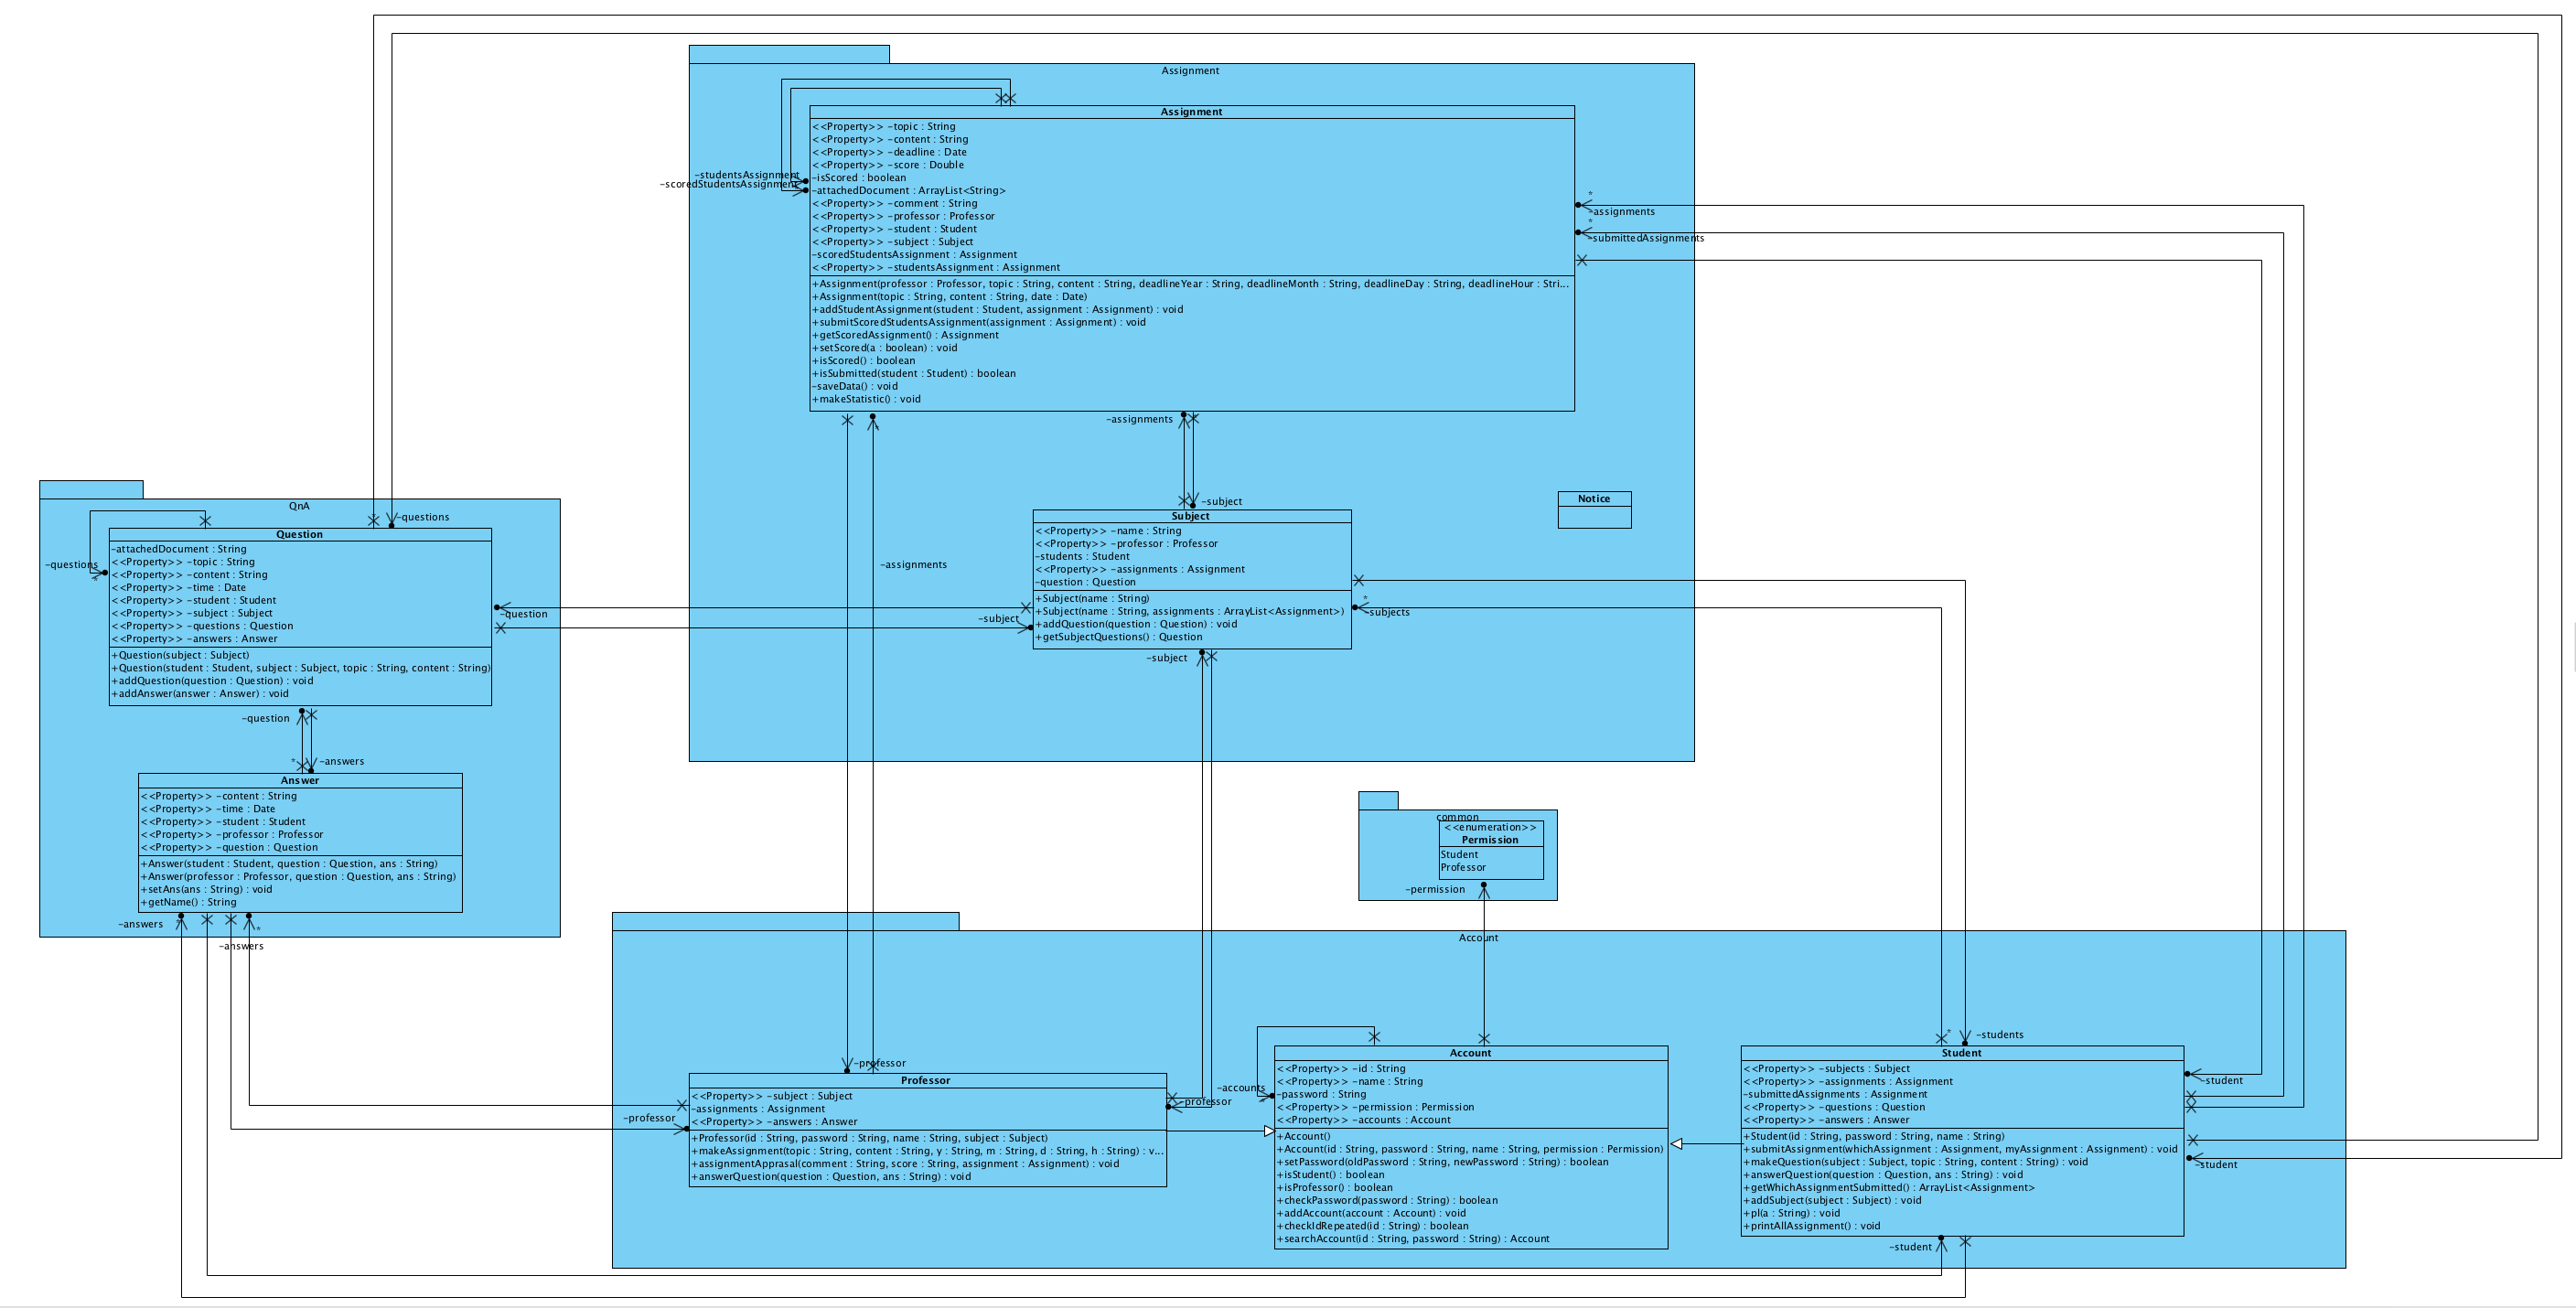 Assignment
Assignment
<<Property>> -topic : String
<<Property>> -content : String
<<Property>> -deadline : Date
<<Property>> -score : Double
-isScored : boolean
-attachedDocument : ArrayList<String>
<<Property>> -comment : String
<<Property>> -professor : Professor
<<Property>> -student : Student
<<Property>> -subject : Subject
-scoredStudentsAssignment : Assignment
<<Property>> -studentsAssignment : Assignment
+Assignment(professor : Professor, topic : String, content : String, deadlineYear : String, deadlineMonth : String, deadlineDay : String, deadlineHour : Stri...
+Assignment(topic : String, content : String, date : Date)
+addStudentAssignment(student : Student, assignment : Assignment) : void
+submitScoredStudentsAssignment(assignment : Assignment) : void
+getScoredAssignment() : Assignment
+setScored(a : boolean) : void
+isScored() : boolean
+isSubmitted(student : Student) : boolean
-saveData() : void
+makeStatistic() : void
-studentsAssignment
-scoredStudentsAssignment
*
-assignments
*
-submittedAssignments
*
-assignments
-subject
-assignments
Notice
Subject
<<Property>> -name : String
<<Property>> -professor : Professor
-students : Student
<<Property>> -assignments : Assignment
-question : Question
+Subject(name : String)
+Subject(name : String, assignments : ArrayList<Assignment>)
+addQuestion(question : Question) : void
+getSubjectQuestions() : Question
*
-subjects
-subject
-subject
-question
QnA
-questions
-questions
*
Question
-attachedDocument : String
<<Property>> -topic : String
<<Property>> -content : String
<<Property>> -time : Date
<<Property>> -student : Student
<<Property>> -subject : Subject
<<Property>> -questions : Question
<<Property>> -answers : Answer
+Question(subject : Subject)
+Question(student : Student, subject : Subject, topic : String, content : String)
+addQuestion(question : Question) : void
+addAnswer(answer : Answer) : void
-question
*
-answers
Answer
<<Property>> -content : String
<<Property>> -time : Date
<<Property>> -student : Student
<<Property>> -professor : Professor
<<Property>> -question : Question
+Answer(student : Student, question : Question, ans : String)
+Answer(professor : Professor, question : Question, ans : String)
+setAns(ans : String) : void
+getName() : String
-answers
*
*
-answers
common
<<enumeration>>
Permission
Student
Professor
-permission
Account
-professor
-professor
-professor
Professor
<<Property>> -subject : Subject
-assignments : Assignment
<<Property>> -answers : Answer
+Professor(id : String, password : String, name : String, subject : Subject)
+makeAssignment(topic : String, content : String, y : String, m : String, d : String, h : String) : v...
+assignmentApprasal(comment : String, score : String, assignment : Assignment) : void
+answerQuestion(question : Question, ans : String) : void
-accounts
*
Account
<<Property>> -id : String
<<Property>> -name : String
-password : String
<<Property>> -permission : Permission
<<Property>> -accounts : Account
+Account()
+Account(id : String, password : String, name : String, permission : Permission)
+setPassword(oldPassword : String, newPassword : String) : boolean
+isStudent() : boolean
+isProfessor() : boolean
+checkPassword(password : String) : boolean
+addAccount(account : Account) : void
+checkIdRepeated(id : String) : boolean
+searchAccount(id : String, password : String) : Account
*
-students
Student
<<Property>> -subjects : Subject
<<Property>> -assignments : Assignment
-submittedAssignments : Assignment
<<Property>> -questions : Question
<<Property>> -answers : Answer
+Student(id : String, password : String, name : String)
+submitAssignment(whichAssignment : Assignment, myAssignment : Assignment) : void
+makeQuestion(subject : Subject, topic : String, content : String) : void
+answerQuestion(question : Question, ans : String) : void
+getWhichAssignmentSubmitted() : ArrayList<Assignment>
+addSubject(subject : Subject) : void
+pl(a : String) : void
+printAllAssignment() : void
-student
-student
-student